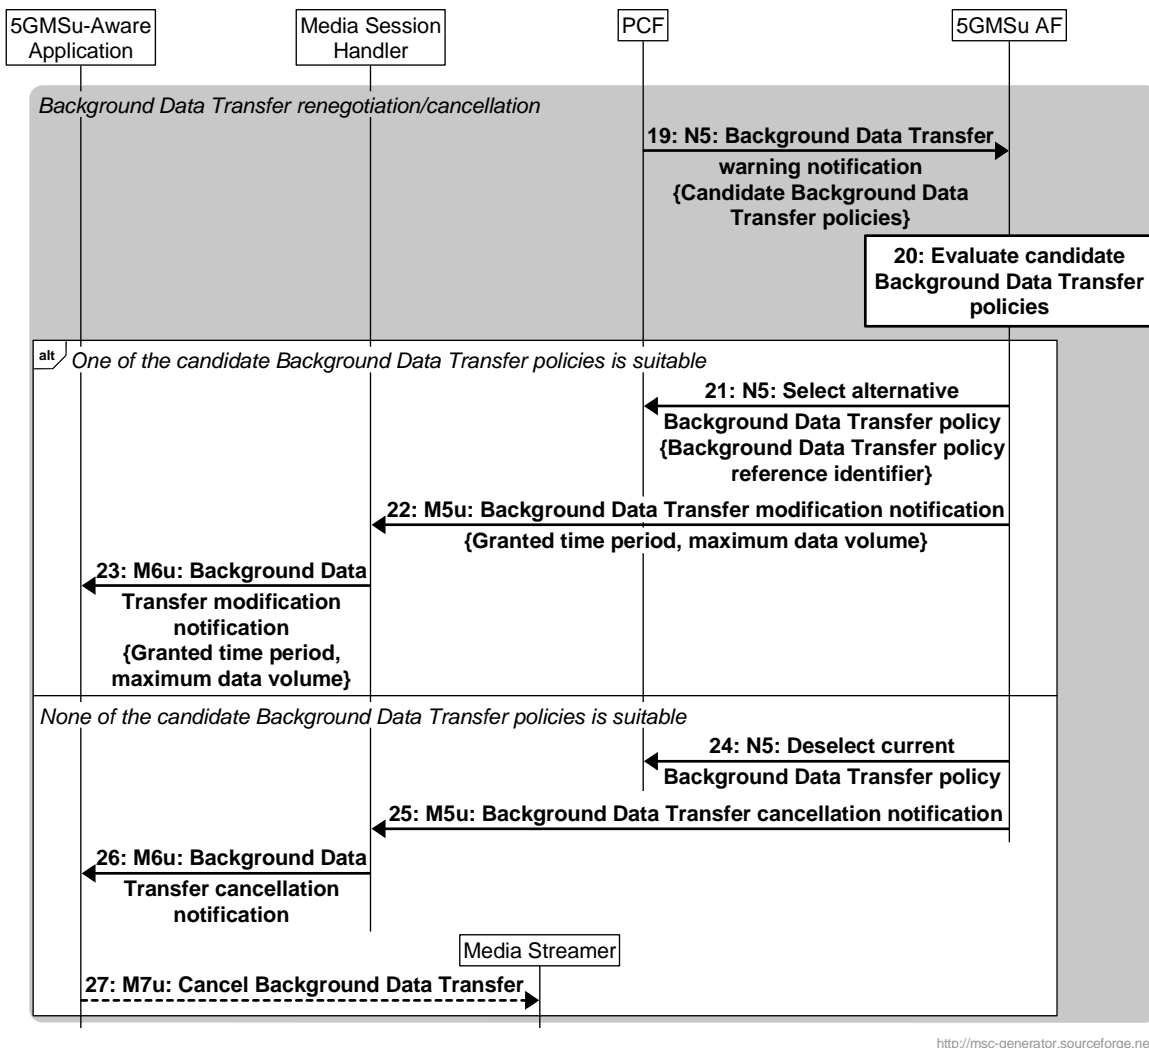 5GMSu-Aware
Application
Media Session
Handler
PCF
5GMSu AF
Background Data Transfer renegotiation/cancellation
19: N5: Background Data Transfer
warning notification
{Candidate Background Data
Transfer policies}
20: Evaluate candidate
Background Data Transfer
policies
alt
One of the candidate Background Data Transfer policies is suitable
21: N5: Select alternative
Background Data Transfer policy
{Background Data Transfer policy
reference identifier}
22: M5u: Background Data Transfer modification notification
{Granted time period, maximum data volume}
23: M6u: Background Data
Transfer modification
notification
{Granted time period,
maximum data volume}
None of the candidate Background Data Transfer policies is suitable
24: N5: Deselect current
Background Data Transfer policy
25: M5u: Background Data Transfer cancellation notification
26: M6u: Background Data
Transfer cancellation
notification
Media Streamer
27: M7u: Cancel Background Data Transfer
http://msc-generator.sourceforge.ne